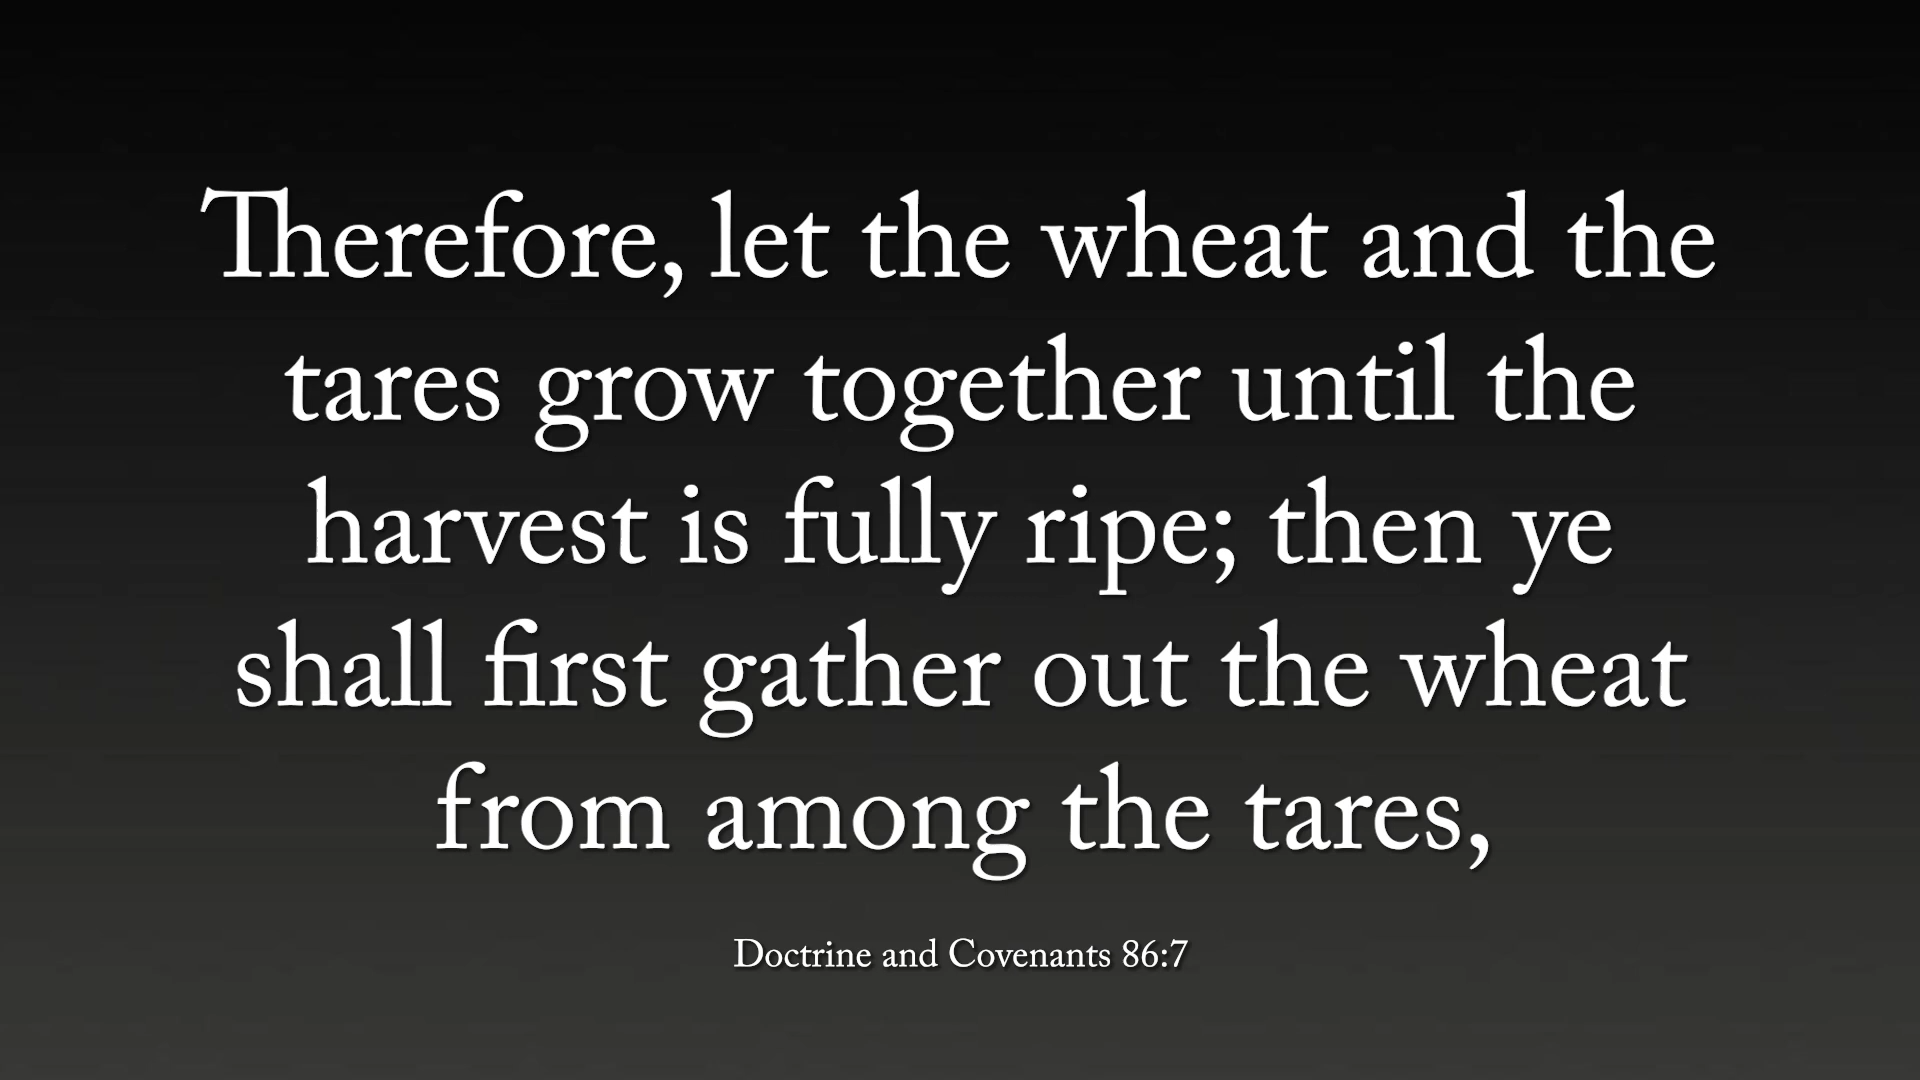 Therefore, let the wheat and the
tares grow together until the
harvest is fully ripe; then ye
shall first gather out the wheat
from among the tares,
Doctrine and Covenants 86:7